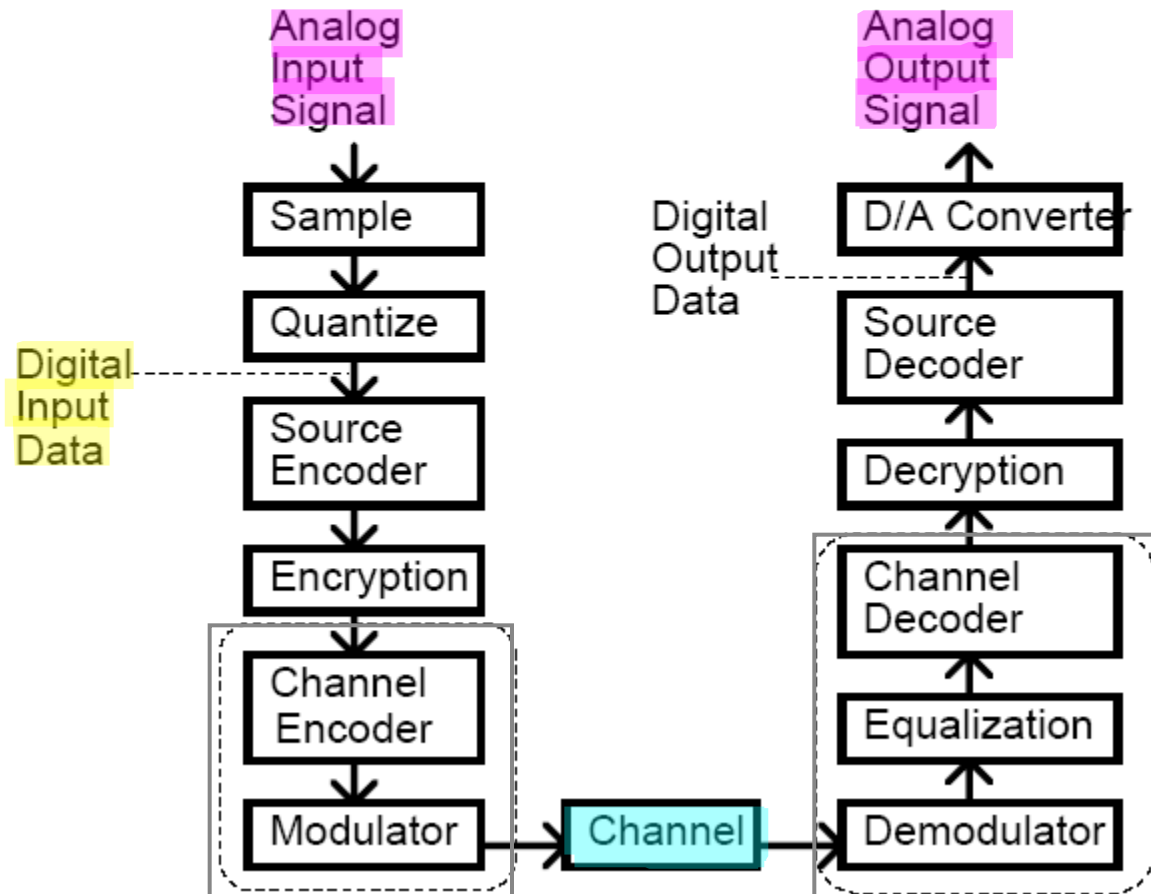 Analog
Input
Signal
Sample
Quantize
Digital
Input
Data
Source
Encoder
Encryption
Channel
Encoder
Modulator
Channel
Demodulator
Equalization
Channel
Decoder
Decryption
Source
Decoder
Digital
Output
Data
D/A Converter
Analog
Output
Signal